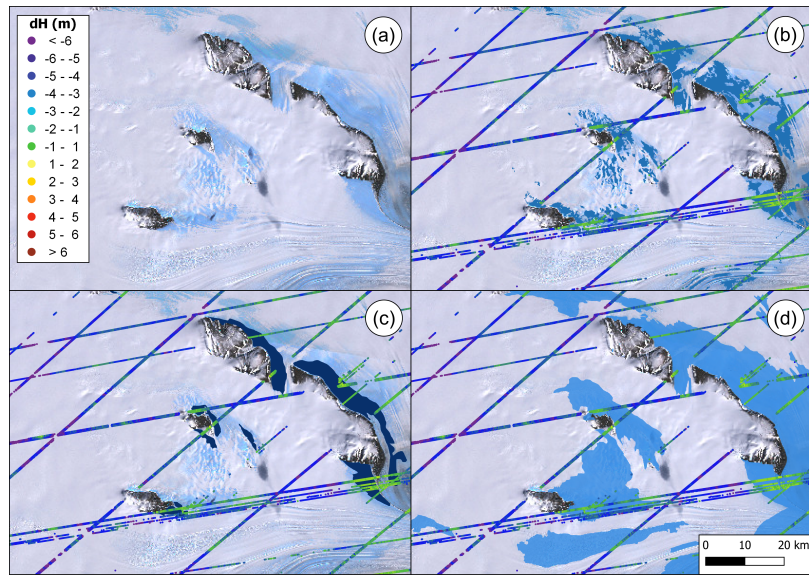 dH (m)
< -6
-6 - -5
-5 - -4
-4 - -3
-3 - -2
-2 - -1
-1 - 1
1 - 2
2 - 3
3 - 4
4 - 5
5 - 6
> 6
(a)
(b)
(c)
(d)
0 10 20 km